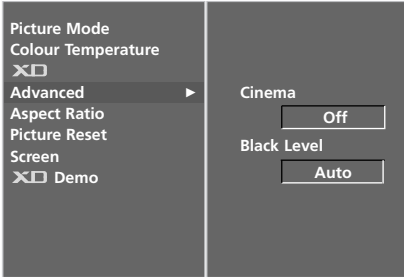 Picture Mode
Colour Temperature
XD
Advanced ►
Aspect Ratio
Picture Reset
Screen
XD Demo
Cinema
Off
Black Level
Auto